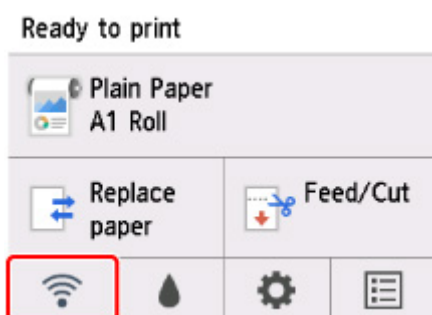 Ready to print
Plain Paper
A1 Roll
Replace
paper
Feed/Cut